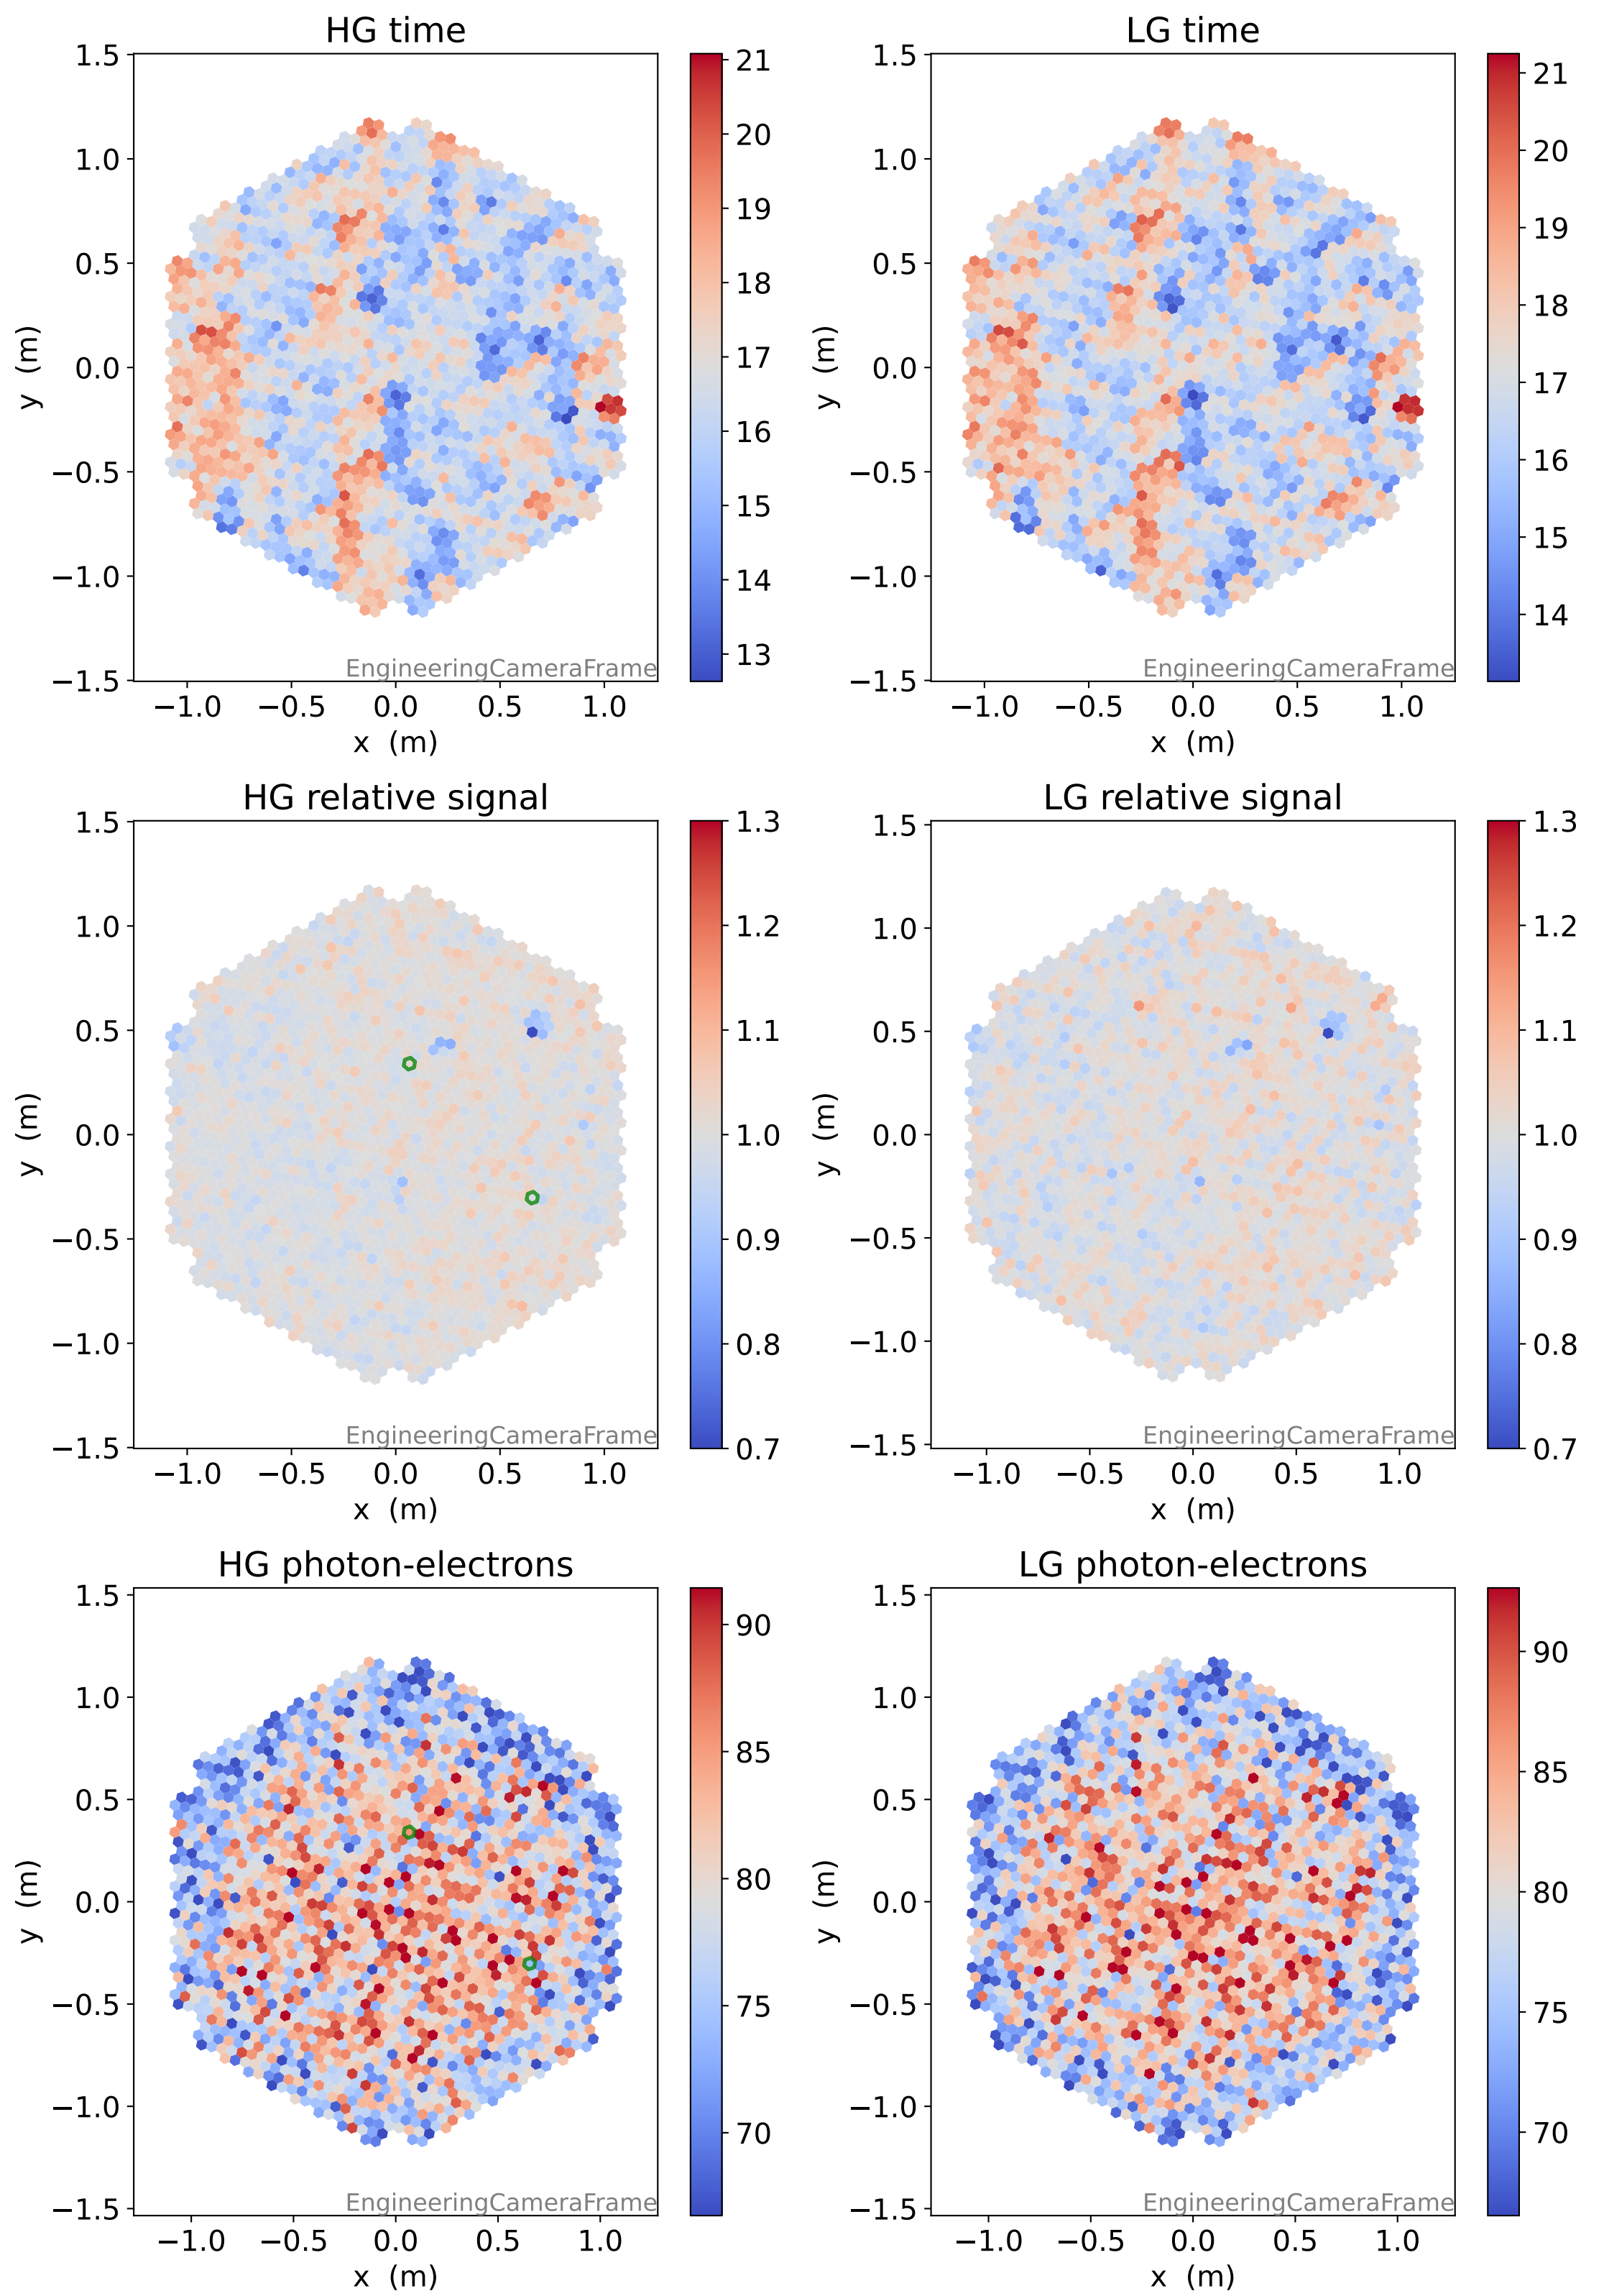 HG time
1.5
1.0
0.5
0.0
−0.5
−1.0
−1.5
y (m)
−1.0 −0.5 0.0 0.5 1.0
x (m)
EngineeringCameraFrame
21
20
19
18
17
16
15
14
13
LG time
1.5
1.0
0.5
0.0
−0.5
−1.0
−1.5
y (m)
−1.0 −0.5 0.0 0.5 1.0
x (m)
EngineeringCameraFrame
21
20
19
18
17
16
15
14
HG relative signal
1.5
1.0
0.5
0.0
−0.5
−1.0
−1.5
y (m)
−1.0 −0.5 0.0 0.5 1.0
x (m)
EngineeringCameraFrame
1.3
1.2
1.1
1.0
0.9
0.8
0.7
LG relative signal
1.5
1.0
0.5
0.0
−0.5
−1.0
−1.5
y (m)
−1.0 −0.5 0.0 0.5 1.0
x (m)
EngineeringCameraFrame
1.3
1.2
1.1
1.0
0.9
0.8
0.7
HG photon-electrons
1.5
1.0
0.5
0.0
−0.5
−1.0
−1.5
y (m)
−1.0 −0.5 0.0 0.5 1.0
x (m)
EngineeringCameraFrame
90
85
80
75
70
LG photon-electrons
1.5
1.0
0.5
0.0
−0.5
−1.0
−1.5
y (m)
−1.0 −0.5 0.0 0.5 1.0
x (m)
EngineeringCameraFrame
90
85
80
75
70